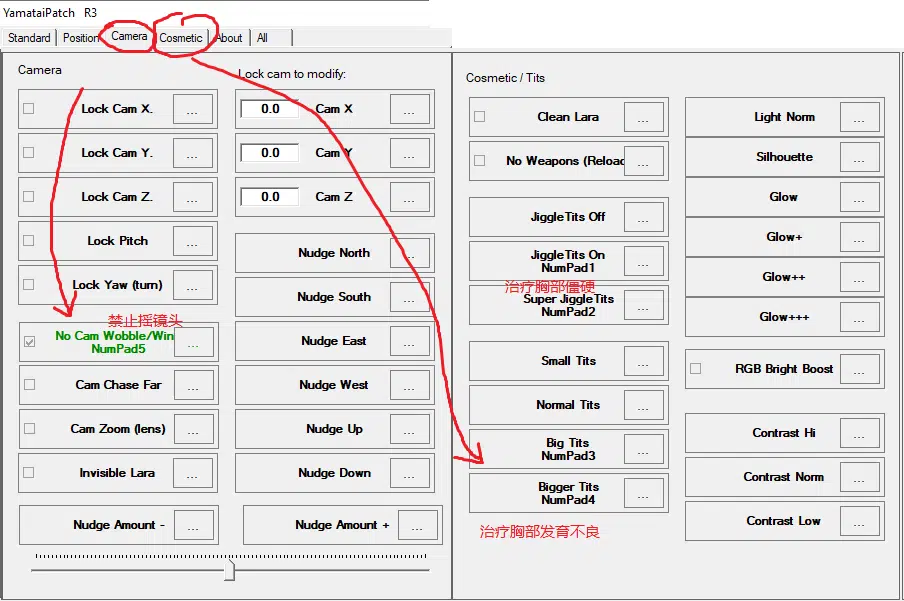 YamataiPatch R3
Standard Position Camera Cosmetic About All
Camera
Lock cam to modify:
Lock Cam X. ...
0.0 Cam X ...
Lock Cam Y. ...
0.0 Cam Y ...
Lock Cam Z. ...
0.0 Cam Z ...
Lock Pitch ...
Nudge North ...
Lock Yaw (turn) ...
Nudge South ...
禁止摇镜头
No Cam Wobble/Win
NumPad5 ...
Nudge East ...
Cam Chase Far ...
Nudge West ...
Cam Zoom (lens) ...
Nudge Up ...
Invisible Lara ...
Nudge Down ...
Nudge Amount - ...
Nudge Amount + ...
Cosmetic / Tits
Clean Lara ...
No Weapons (Reload ...
JiggleTits Off ...
JiggleTits On
NumPad1 ...
治疗胸部僵硬
Super JiggleTits
NumPad2 ...
Small Tits ...
Normal Tits ...
Big Tits
NumPad3 ...
Bigger Tits
NumPad4 ...
治疗胸部发育不良
Light Norm ...
Silhouette ...
Glow ...
Glow+ ...
Glow++ ...
Glow+++ ...
RGB Bright Boost ...
Contrast Hi ...
Contrast Norm ...
Contrast Low ...